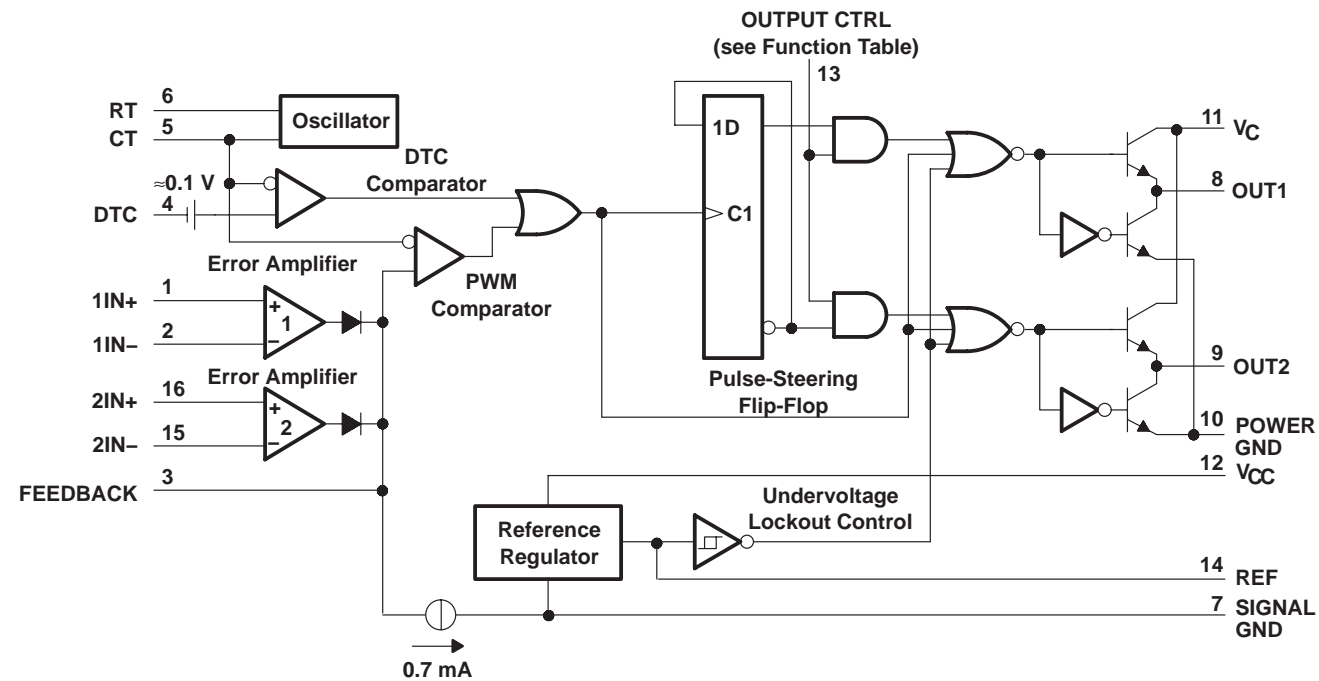 OUTPUT CTRL
(see Function Table)
13
RT
6
CT
5
Oscillator
DTC
Comparator
≈0.1 V
DTC
4
1D
C1
11
VC
8
OUT1
Error Amplifier
PWM
Comparator
1IN+
1
+
1
−
1IN−
2
Error Amplifier
2IN+
16
+
2
−
2IN−
15
Pulse-Steering
Flip-Flop
9
OUT2
10
POWER
GND
FEEDBACK
3
12
VCC
Undervoltage
Lockout Control
Reference
Regulator
14
REF
7
SIGNAL
GND
0.7 mA